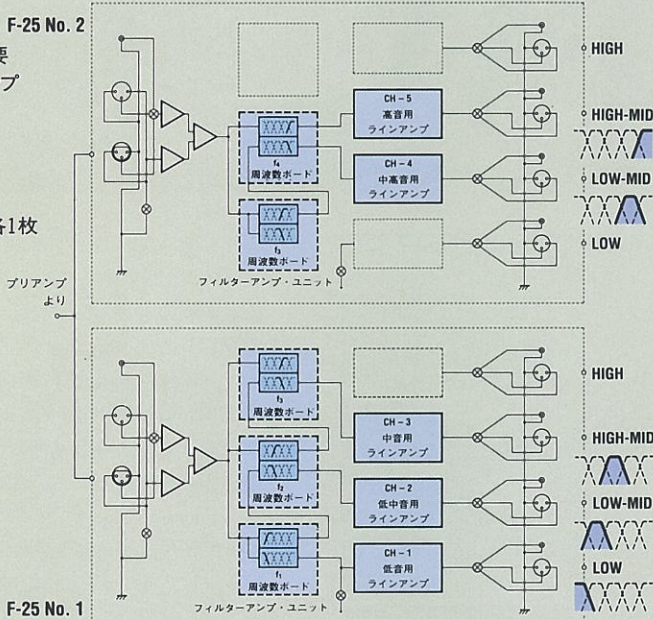 F-25 No. 2
要
プ
各1枚
プリアンプ
より
HIGH
HIGH-MID
LOW-MID
LOW
CH-5
高音用
ラインアンプ
CH-4
中高音用
ラインアンプ
f4
周波数ボード
f3
周波数ボード
フィルターアンプ・ユニット
HIGH
HIGH-MID
LOW-MID
LOW
f3
周波数ボード
f2
周波数ボード
f1
周波数ボード
CH-3
中音用
ラインアンプ
CH-2
低中音用
ラインアンプ
CH-1
低音用
ラインアンプ
フィルターアンプ・ユニット
F-25 No. 1